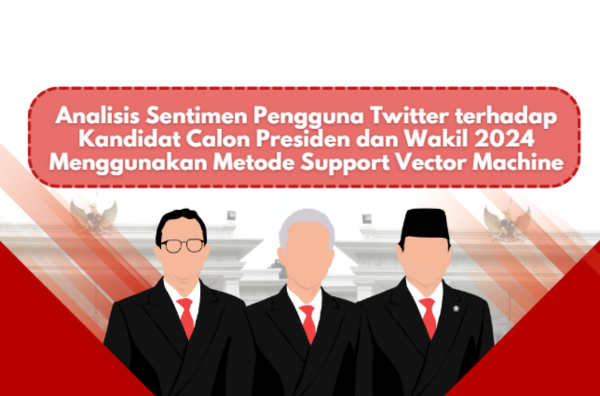 Analisis Sentimen Pengguna Twitter terhadap
Kandidat Calon Presiden dan Wakil 2024
Menggunakan Metode Support Vector Machine